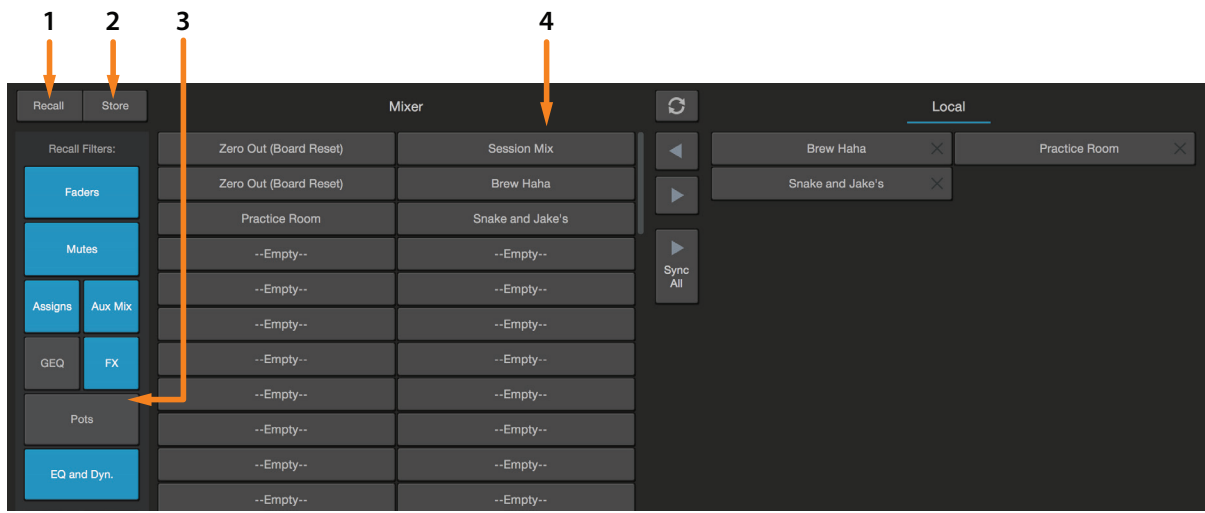 1 2 3 4
Recall Store Mixer Local
Recall Filters:
Faders
Mutes
Assigns Aux Mix
GEQ FX
Pots
EQ and Dyn.
Zero Out (Board Reset) Session Mix
Zero Out (Board Reset) Brew Haha
Practice Room Snake and Jake's
--Empty-- --Empty--
--Empty-- --Empty--
--Empty-- --Empty--
--Empty-- --Empty--
--Empty-- --Empty--
--Empty-- --Empty--
--Empty-- --Empty--
--Empty-- --Empty--
Sync
All
Brew Haha Practice Room
Snake and Jake's